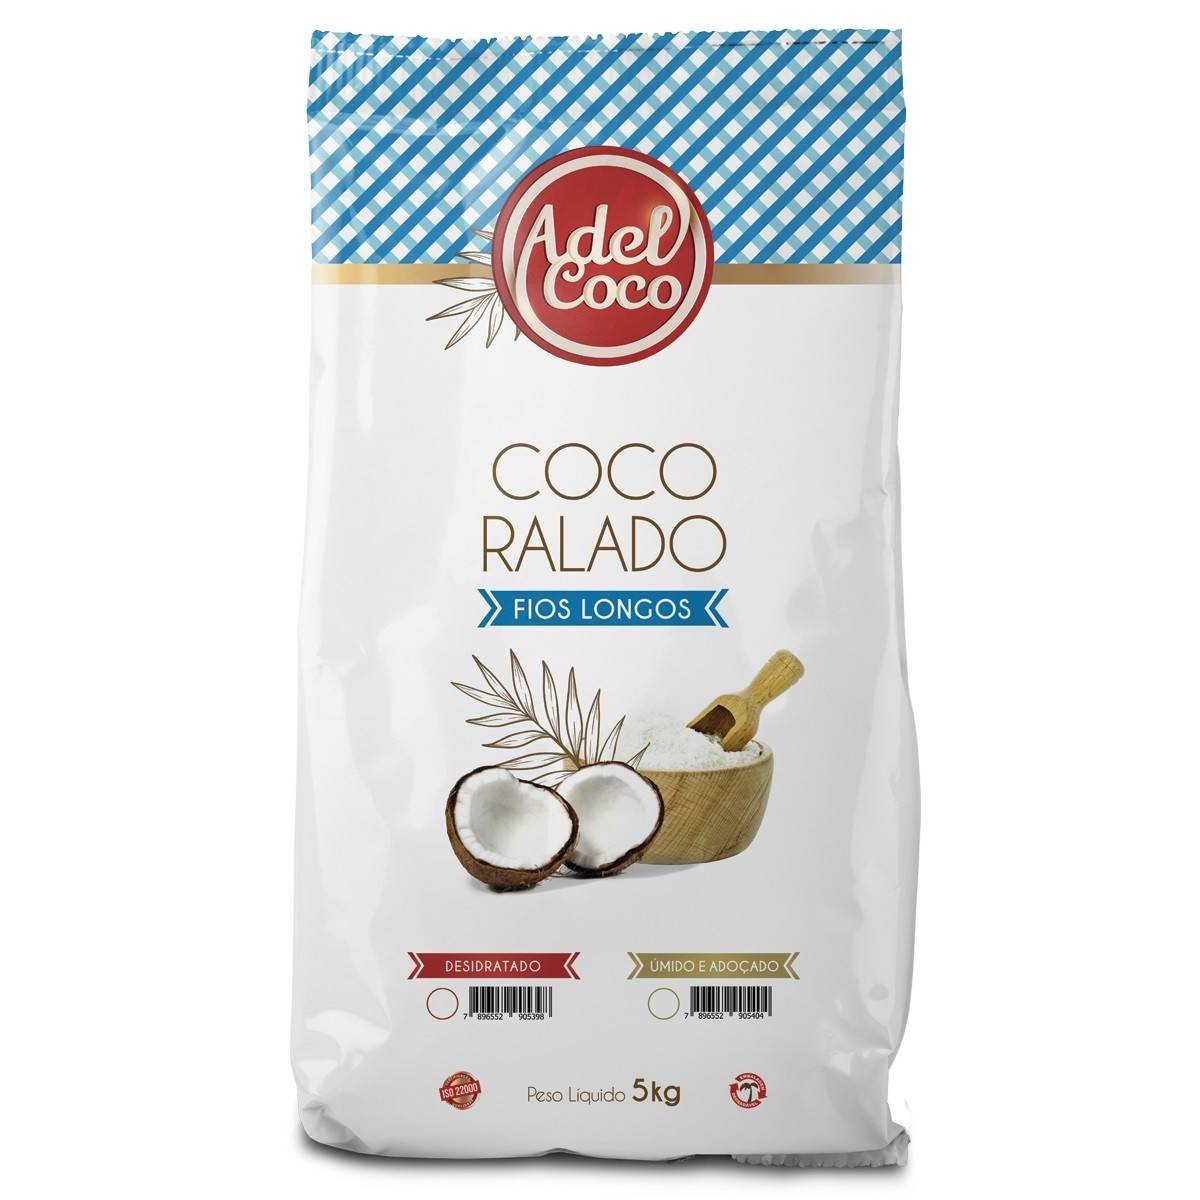 Adel
Coco
COCO
RALADO
FIOS LONGOS
DESIDRATADO
ÚMIDO E ADOÇADO
7 896552 905398
7 896552 905404
ISO 22000
Peso Líquido 5kg
EMBALAGEM